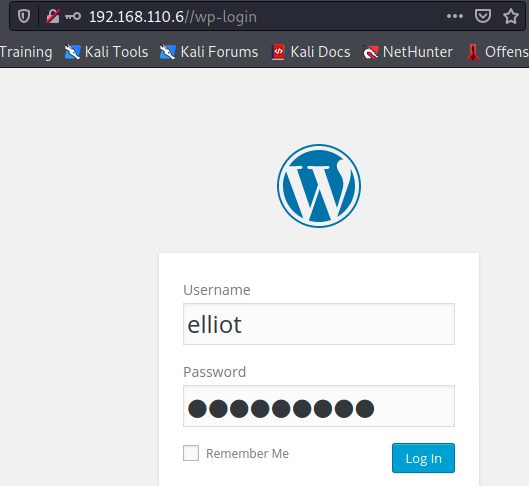 192.168.110.6//wp-login
Training Kali Tools Kali Forums Kali Docs NetHunter Offens
W
Username
elliot
Password
●●●●●●●●●
Remember Me
Log In